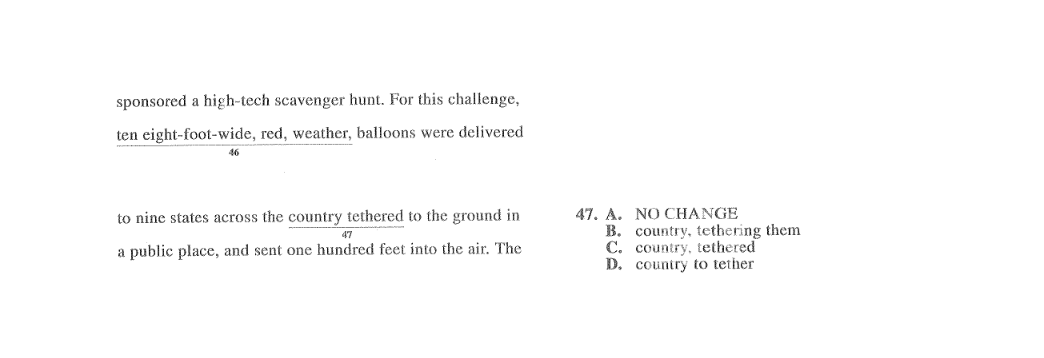 sponsored a high-tech scavenger hunt. For this challenge,
ten eight-foot-wide, red, weather, balloons were delivered
46
to nine states across the country tethered to the ground in
47
a public place, and sent one hundred feet into the air. The
47. A. NO CHANGE
B. country, tethering them
C. country, tethered
D. country to tether